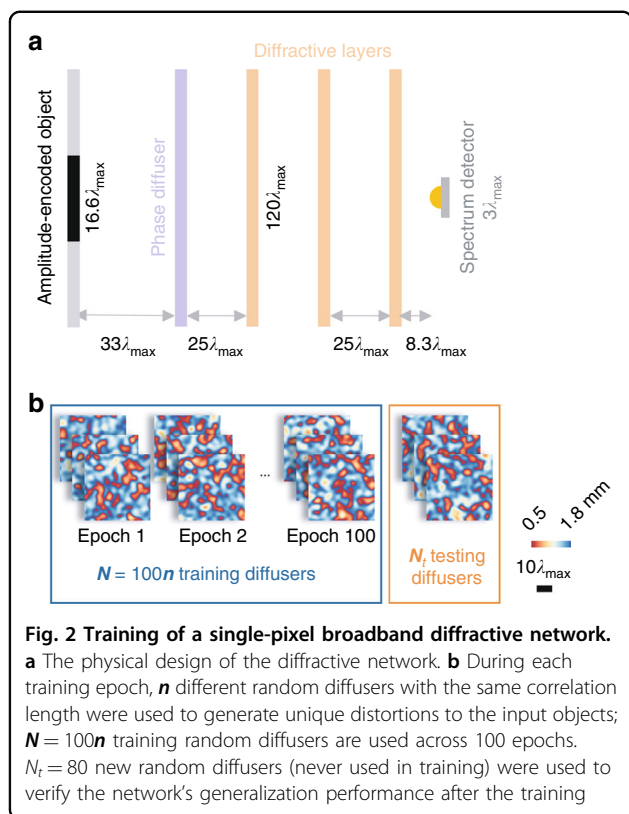 a
Diffractive layers
Amplitude-encoded object
16.6λmax
Phase diffuser
120λmax
Spectrum detector
3λmax
33λmax
25λmax
25λmax
8.3λmax
b
...
Epoch 1
Epoch 2
Epoch 100
N = 100n training diffusers
Nt testing
diffusers
0.5
1.8 mm
10λmax
Fig. 2 Training of a single-pixel broadband diffractive network.
a The physical design of the diffractive network. b During each
training epoch, n different random diffusers with the same correlation
length were used to generate unique distortions to the input objects;
N = 100n training random diffusers are used across 100 epochs.
Nt = 80 new random diffusers (never used in training) were used to
verify the network's generalization performance after the training